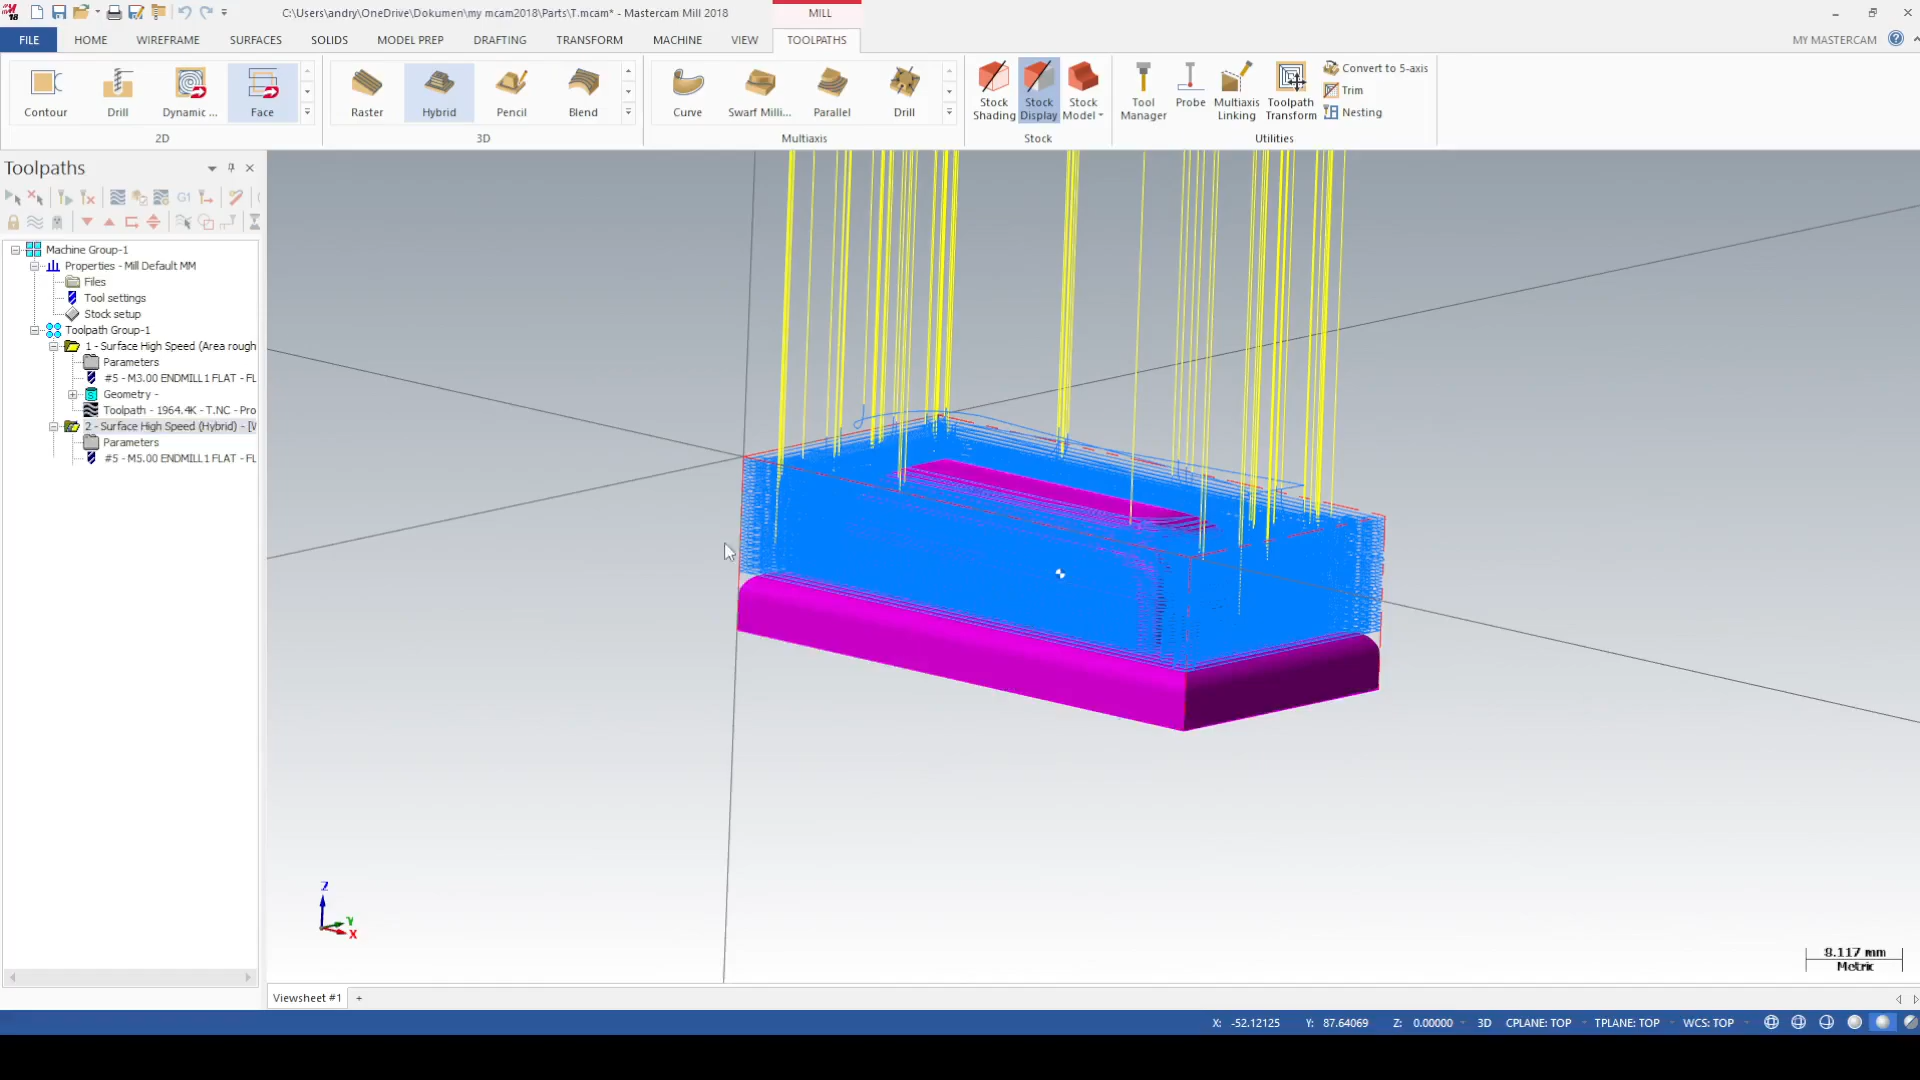 C:\Users\andry\OneDrive\Dokumen\my mcam2018\Parts\T.mcam* - Mastercam Mill 2018
MILL
18
FILE HOME WIREFRAME SURFACES SOLIDS MODEL PREP DRAFTING TRANSFORM MACHINE VIEW TOOLPATHS MY MASTERCAM
Contour Drill Dynamic ... Face Raster Hybrid Pencil Blend Curve Swarf Milli... Parallel Drill
Stock Shading Stock Display Stock Model Tool Manager Probe Multiaxis Linking Toolpath Transform
Convert to 5-axis
Trim
Nesting
2D 3D Multiaxis Stock Utilities
Toolpaths
G1
Machine Group-1
Properties - Mill Default MM
Files
Tool settings
Stock setup
Toolpath Group-1
1 - Surface High Speed (Area rough
Parameters
#5 - M3.00 ENDMILL1 FLAT - FL
Geometry -
Toolpath - 1964.4K - T.NC - Pro
2 - Surface High Speed (Hybrid) - [W
Parameters
#5 - M5.00 ENDMILL1 FLAT - FL
Z
Y
X
8.117 mm
Metric
Viewsheet #1 +
X: -52.12125 Y: 87.64069 Z: 0.00000 3D CPLANE: TOP TPLANE: TOP WCS: TOP